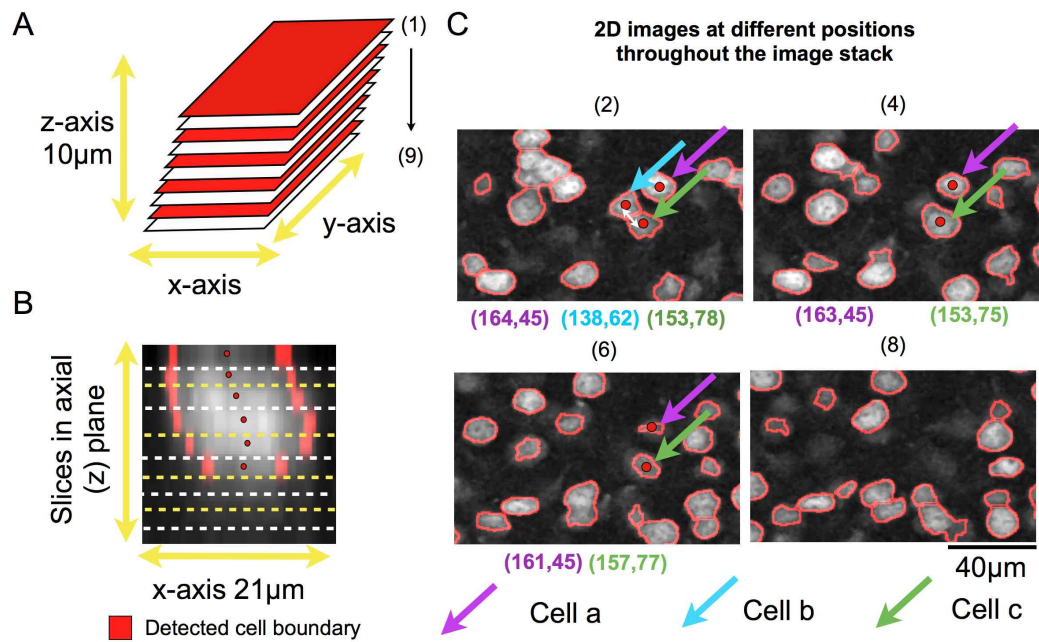 A
(1)
z-axis
10µm
(9)
y-axis
x-axis
B
Slices in axial
(z) plane
x-axis 21µm
Detected cell boundary
C
2D images at different positions
throughout the image stack
(2)
(4)
(164,45) (138,62) (153,78)
(163,45) (153,75)
(6)
(8)
(161,45) (157,77)
40µm
Cell a
Cell b
Cell c